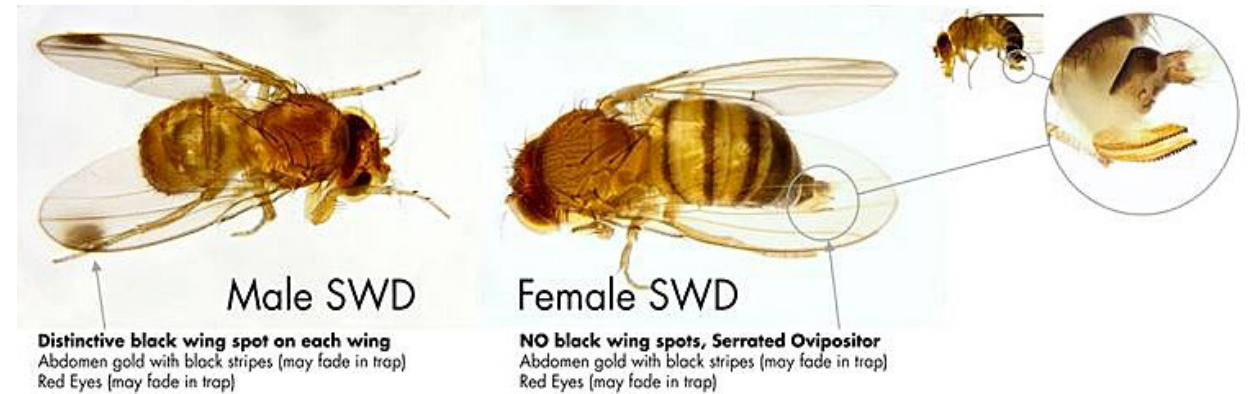 Male SWD
Distinctive black wing spot on each wing
Abdomen gold with black stripes (may fade in trap)
Red Eyes (may fade in trap)
Female SWD
NO black wing spots, Serrated Ovipositor
Abdomen gold with black stripes (may fade in trap)
Red Eyes (may fade in trap)